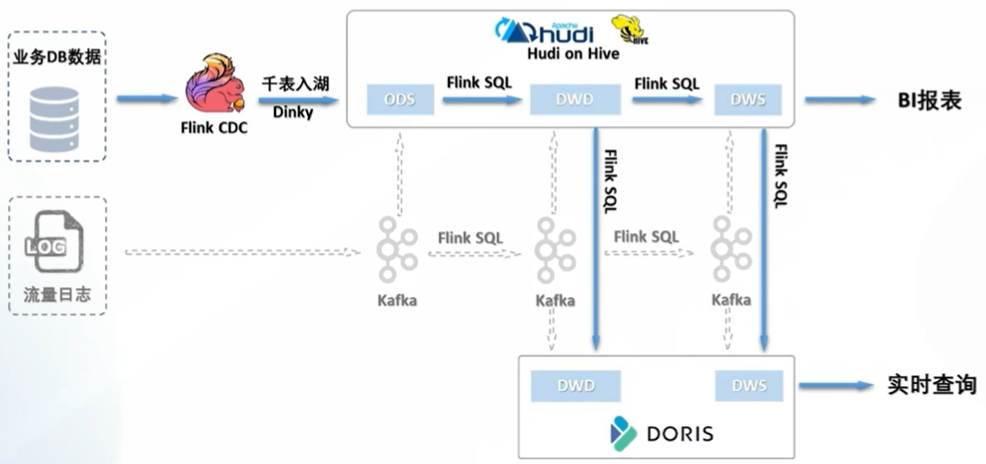 业务DB数据
Flink CDC
千表入湖
Dinky
Apache
hudi
HIVE
Hudi on Hive
ODS
Flink SQL
DWD
Flink SQL
DWS
BI报表
Flink SQL
Flink SQL
LOG
流量日志
Kafka
Flink SQL
Kafka
Flink SQL
Kafka
DWD
DWS
DORIS
实时查询